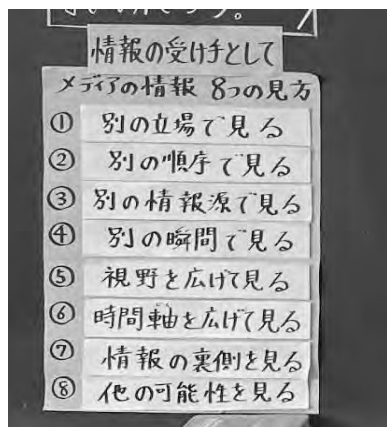 情報の受け手として
メディアの情報 8つの見方
① 別の立場で見る
② 別の順序で見る
③ 別の情報源で見る
④ 別の瞬間で見る
⑤ 視野を広げて見る
⑥ 時間軸を広げて見る
⑦ 情報の裏側を見る
⑧ 他の可能性を見る